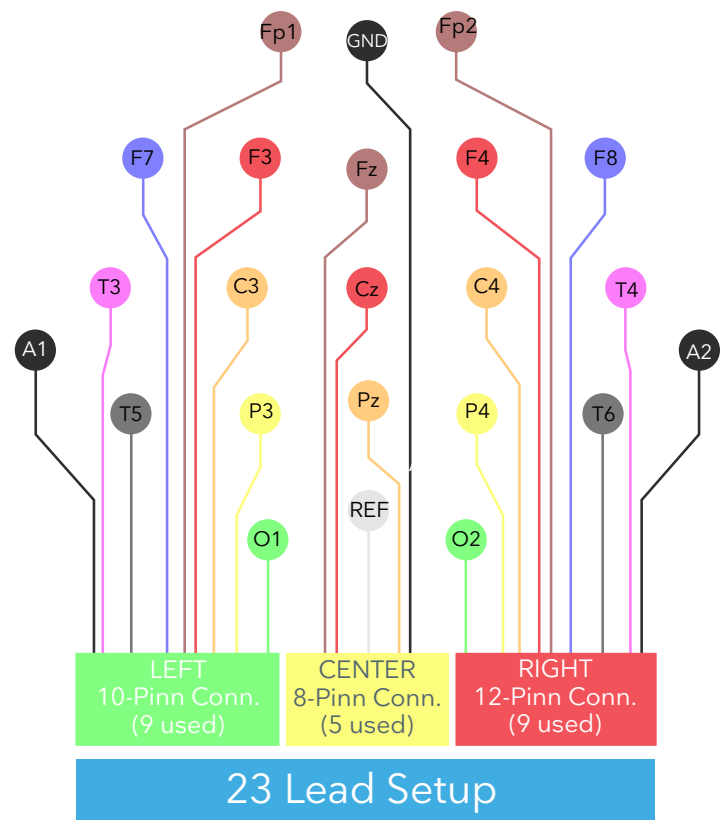 Fp1
GND
Fp2
F7
F3
Fz
F4
F8
T3
C3
Cz
C4
T4
A1
A2
T5
P3
Pz
P4
T6
REF
O1
O2
LEFT
10-Pinn Conn.
(9 used)
CENTER
8-Pinn Conn.
(5 used)
RIGHT
12-Pinn Conn.
(9 used)
23 Lead Setup